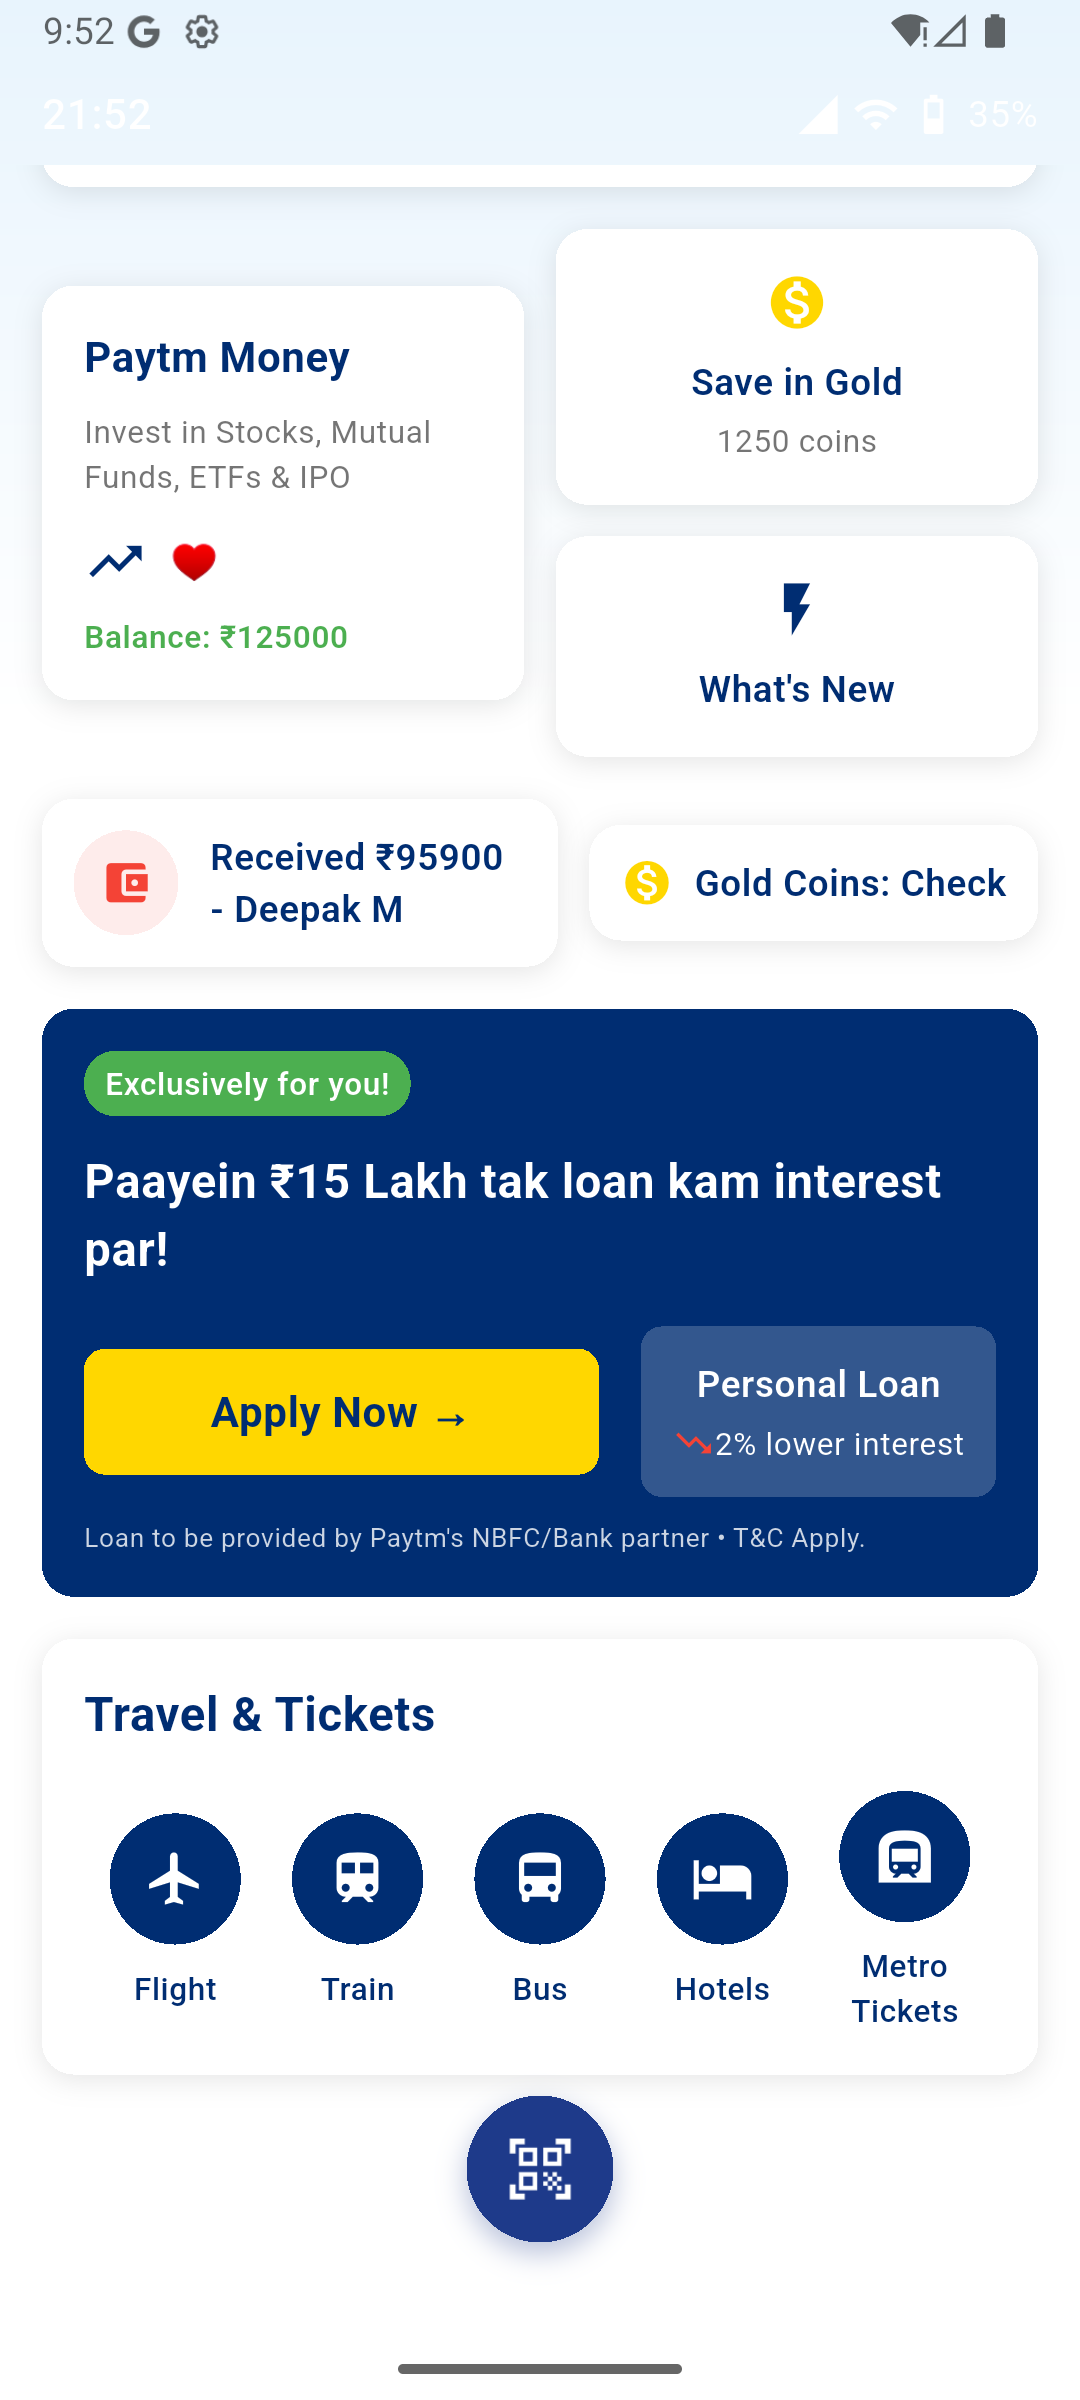 9:52
21:52
35%
Paytm Money
Invest in Stocks, Mutual
Funds, ETFs & IPO
Balance: ₹125000
Save in Gold
1250 coins
What's New
Received ₹95900
- Deepak M
Gold Coins: Check
Exclusively for you!
Paayein ₹15 Lakh tak loan kam interest
par!
Apply Now →
Personal Loan
2% lower interest
Loan to be provided by Paytm's NBFC/Bank partner • T&C Apply.
Travel & Tickets
Flight
Train
Bus
Hotels
Metro
Tickets